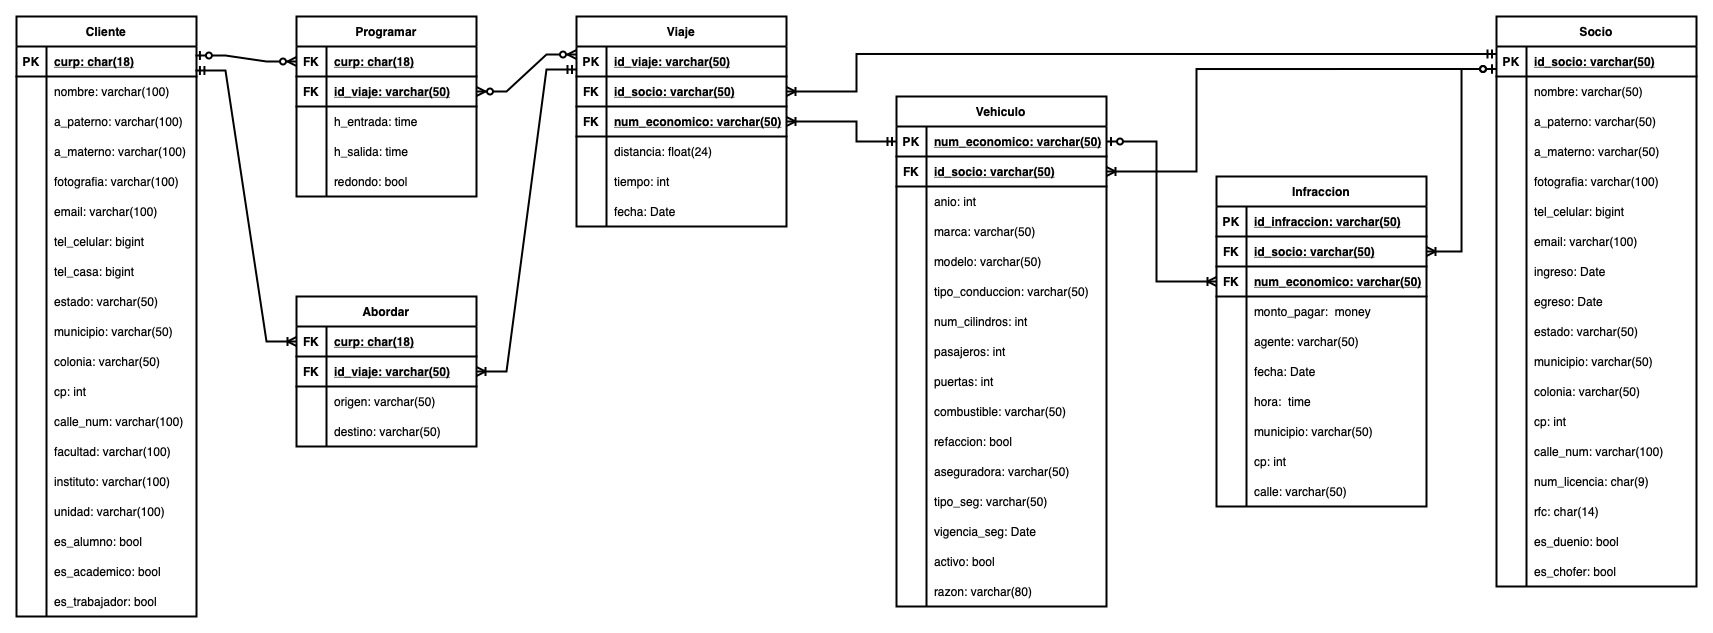 Cliente
PK curp: char(18)
nombre: varchar(100)
a_paterno: varchar(100)
a_materno: varchar(100)
fotografia: varchar(100)
email: varchar(100)
tel_celular: bigint
tel_casa: bigint
estado: varchar(50)
municipio: varchar(50)
colonia: varchar(50)
cp: int
calle_num: varchar(100)
facultad: varchar(100)
instituto: varchar(100)
unidad: varchar(100)
es_alumno: bool
es_academico: bool
es_trabajador: bool
Programar
FK curp: char(18)
FK id_viaje: varchar(50)
h_entrada: time
h_salida: time
redondo: bool
Abordar
FK curp: char(18)
FK id_viaje: varchar(50)
origen: varchar(50)
destino: varchar(50)
Viaje
PK id_viaje: varchar(50)
FK id_socio: varchar(50)
FK num_economico: varchar(50)
distancia: float(24)
tiempo: int
fecha: Date
Vehiculo
PK num_economico: varchar(50)
FK id_socio: varchar(50)
anio: int
marca: varchar(50)
modelo: varchar(50)
tipo_conduccion: varchar(50)
num_cilindros: int
pasajeros: int
puertas: int
combustible: varchar(50)
refaccion: bool
aseguradora: varchar(50)
tipo_seg: varchar(50)
vigencia_seg: Date
activo: bool
razon: varchar(80)
Infraccion
PK id_infraccion: varchar(50)
FK id_socio: varchar(50)
FK num_economico: varchar(50)
monto_pagar: money
agente: varchar(50)
fecha: Date
hora: time
municipio: varchar(50)
cp: int
calle: varchar(50)
Socio
PK id_socio: varchar(50)
nombre: varchar(50)
a_paterno: varchar(50)
a_materno: varchar(50)
fotografia: varchar(100)
tel_celular: bigint
email: varchar(100)
ingreso: Date
egreso: Date
estado: varchar(50)
municipio: varchar(50)
colonia: varchar(50)
cp: int
calle_num: varchar(100)
num_licencia: char(9)
rfc: char(14)
es_duenio: bool
es_chofer: bool